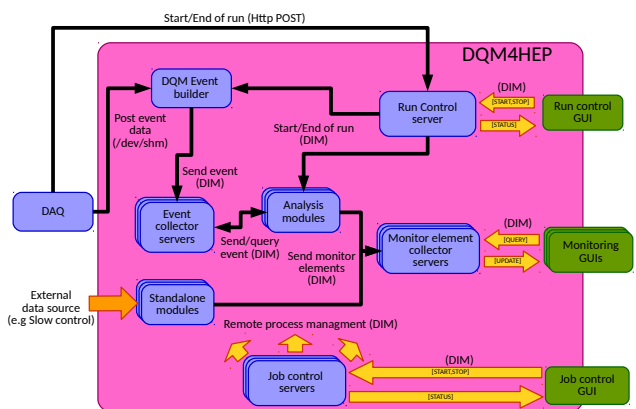 Start/End of run (Http POST)
DQM4HEP
DQM Event
builder
(DIM)
[START,STOP]
Run Control
server
Run control
GUI
[STATUS]
Post event
data
(/dev/shm)
Start/End of run
(DIM)
Send event
(DIM)
DAQ
Event
collector
servers
Analysis
modules
(DIM)
[QUERY]
Monitor element
collector
servers
Monitoring
GUIs
[UPDATE]
Send/query
event (DIM)
Send monitor
elements
(DIM)
External
data source
(e.g Slow control)
Standalone
modules
Remote process managment (DIM)
(DIM)
[START,STOP]
Job control
servers
Job control
GUI
[STATUS]